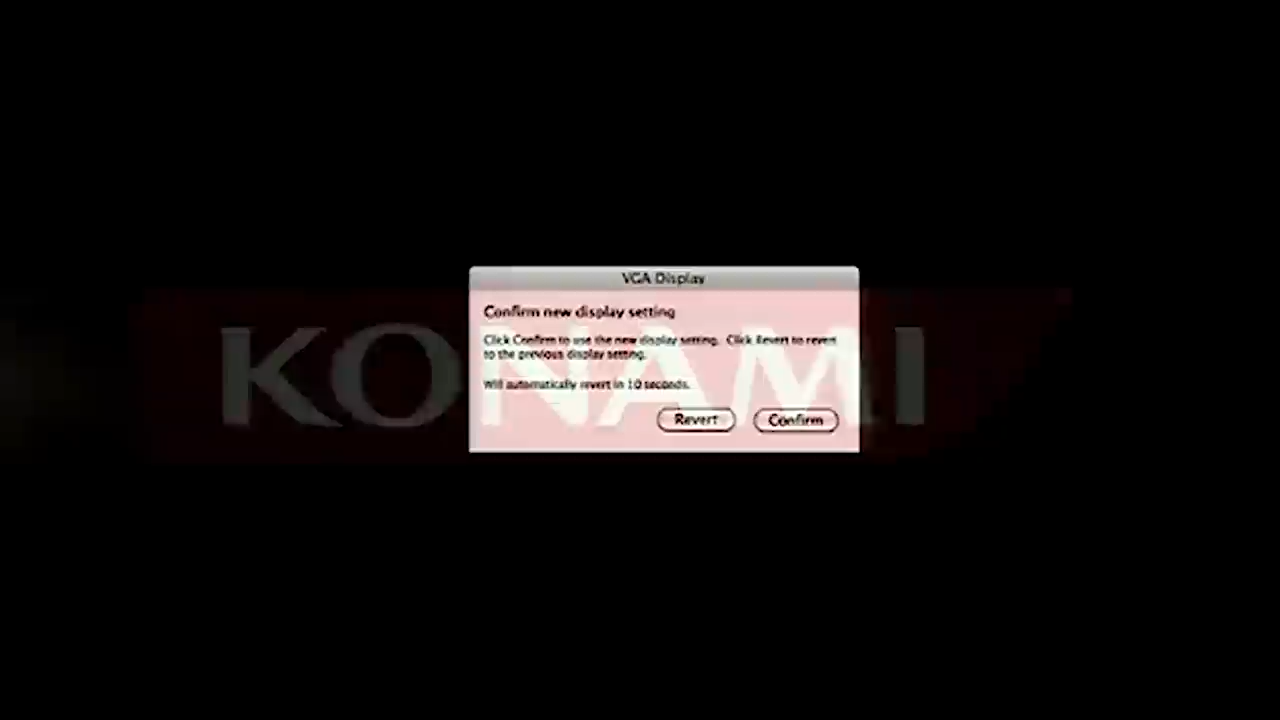 VGA Display
Confirm new display setting
Click Confirm to use the new display setting. Click Revert to revert
to the previous display setting.
Will automatically revert in 10 seconds.
Revert Confirm
KONAMI